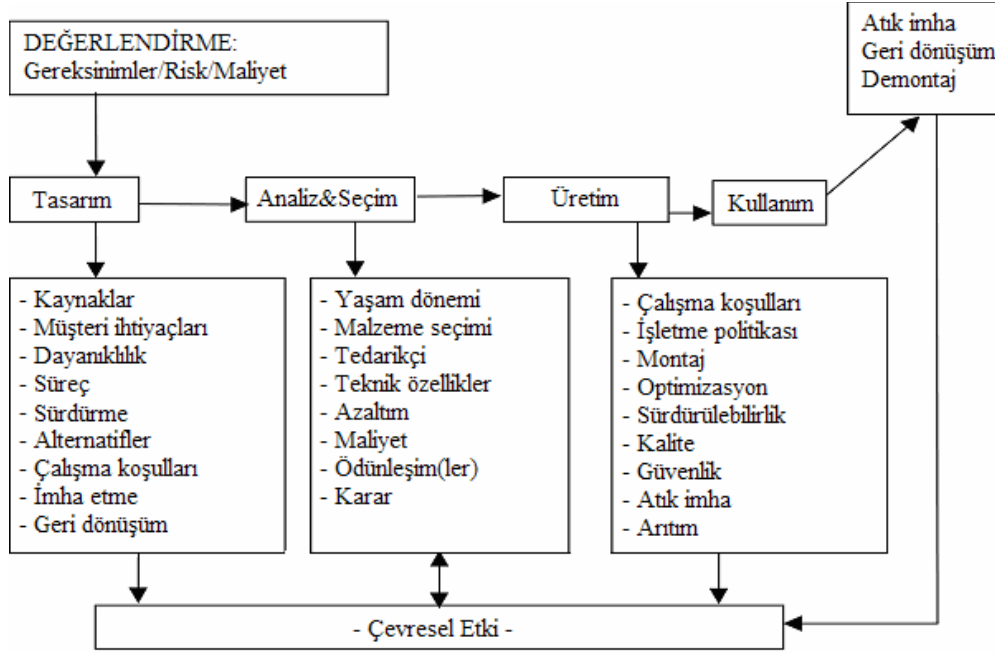 DEĞERLENDİRME:
Gereksinimler/Risk/Maliyet
Atık imha
Geri dönüşüm
Demontaj
Tasarım
Analiz&Seçim
Üretim
Kullanım
- Kaynaklar
- Müşteri ihtiyaçları
- Dayanıklılık
- Süreç
- Sürdürme
- Alternatifler
- Çalışma koşulları
- İmha etme
- Geri dönüşüm
- Yaşam dönemi
- Malzeme seçimi
- Tedarikçi
- Teknik özellikler
- Azaltım
- Maliyet
- Ödünleşim(ler)
- Karar
- Çalışma koşulları
- İşletme politikası
- Montaj
- Optimizasyon
- Sürdürülebilirlik
- Kalite
- Güvenlik
- Atık imha
- Arıtım
- Çevresel Etki -